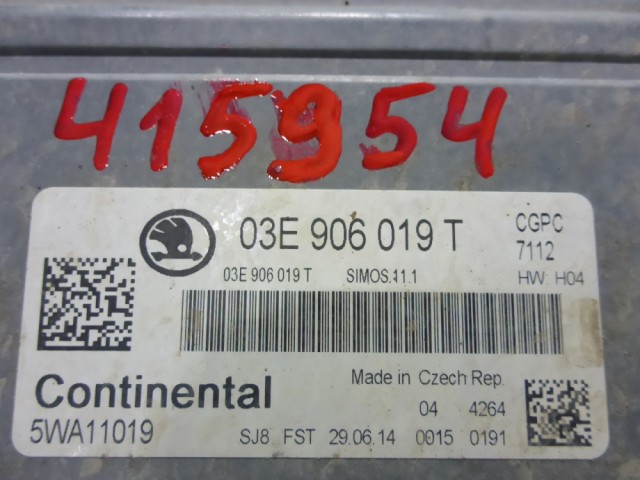 415954
03E 906 019 T CGPC
7112
03E 906 019 T SIMOS.11.1 HW: H04
Continental Made in Czech Rep.
04 4264
5WA11019 SJ8 FST 29.06.14 0015 0191